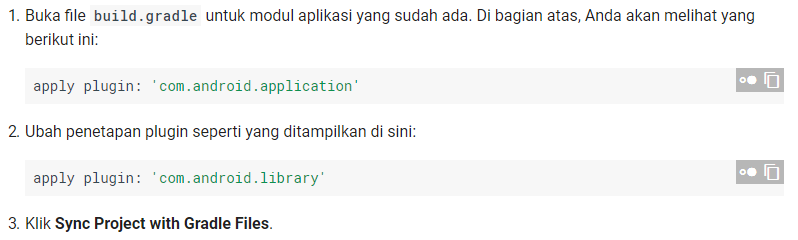 1. Buka file build.gradle untuk modul aplikasi yang sudah ada. Di bagian atas, Anda akan melihat yang
berikut ini:
apply plugin: 'com.android.application'
2. Ubah penetapan plugin seperti yang ditampilkan di sini:
apply plugin: 'com.android.library'
3. Klik Sync Project with Gradle Files.